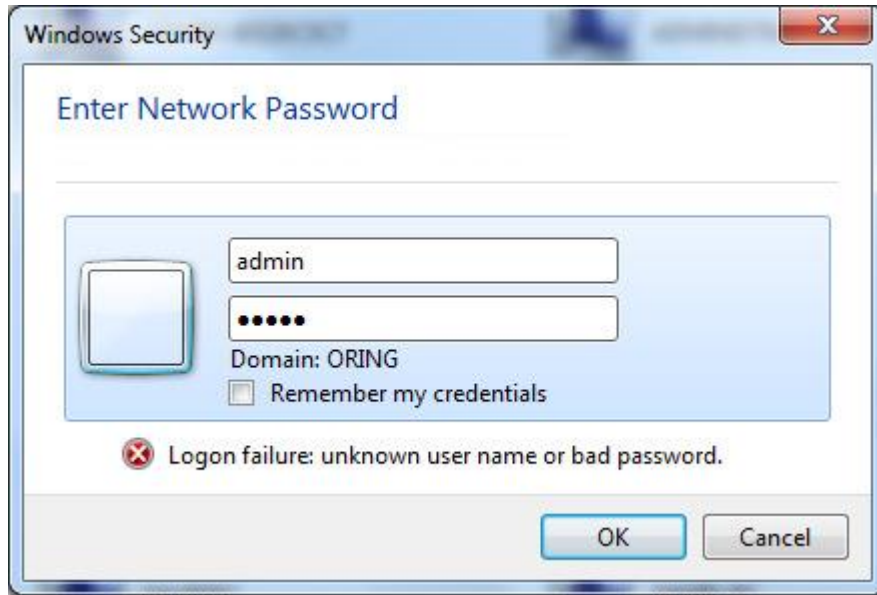 Windows Security
Enter Network Password
admin
•••••
Domain: ORING
Remember my credentials
Logon failure: unknown user name or bad password.
OK
Cancel